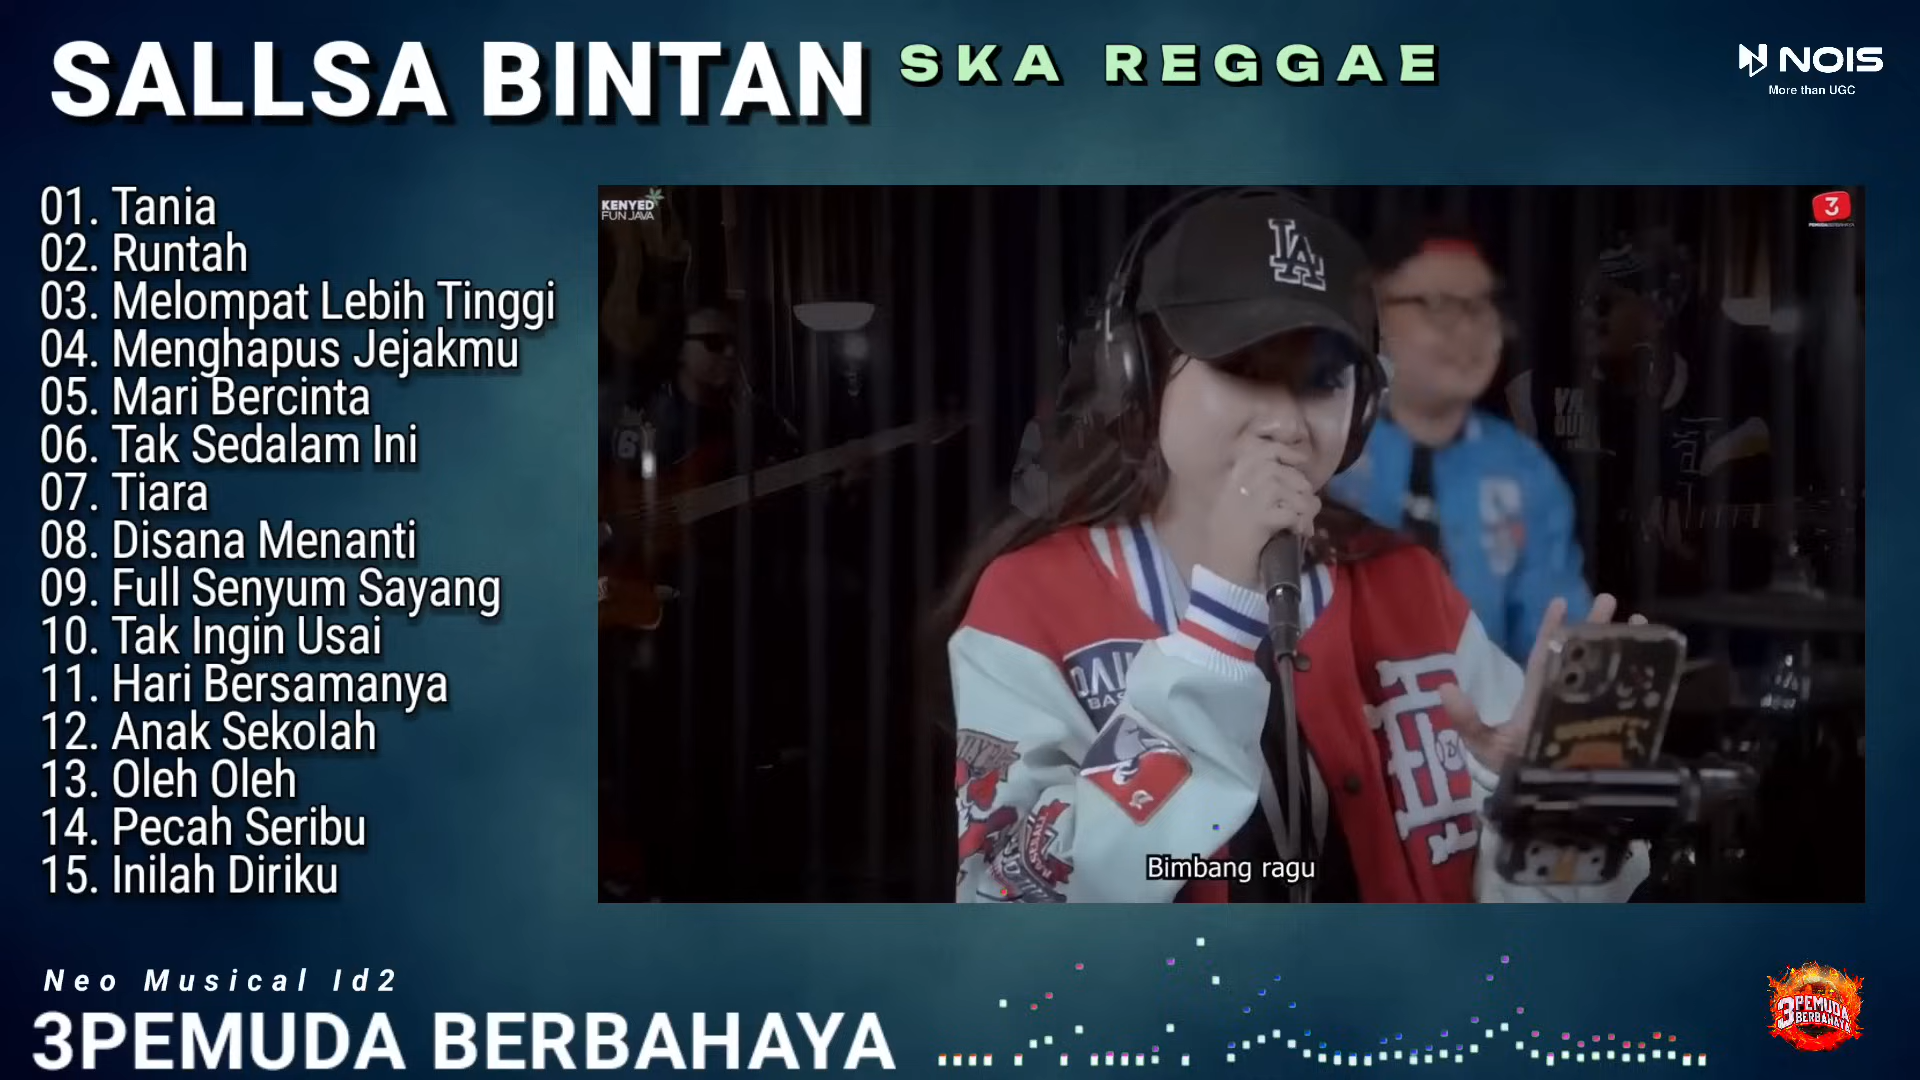 SALLSA BINTAN
SKA REGGAE
NOIS
More than UGC
01. Tania
02. Runtah
03. Melompat Lebih Tinggi
04. Menghapus Jejakmu
05. Mari Bercinta
06. Tak Sedalam Ini
07. Tiara
08. Disana Menanti
09. Full Senyum Sayang
10. Tak Ingin Usai
11. Hari Bersamanya
12. Anak Sekolah
13. Oleh Oleh
14. Pecah Seribu
15. Inilah Diriku
KENYED
FUN JAVA
3
LA
Bimbang ragu
Neo Musical Id2
3PEMUDA BERBAHAYA
3PEMUDA
BERBAHAYA